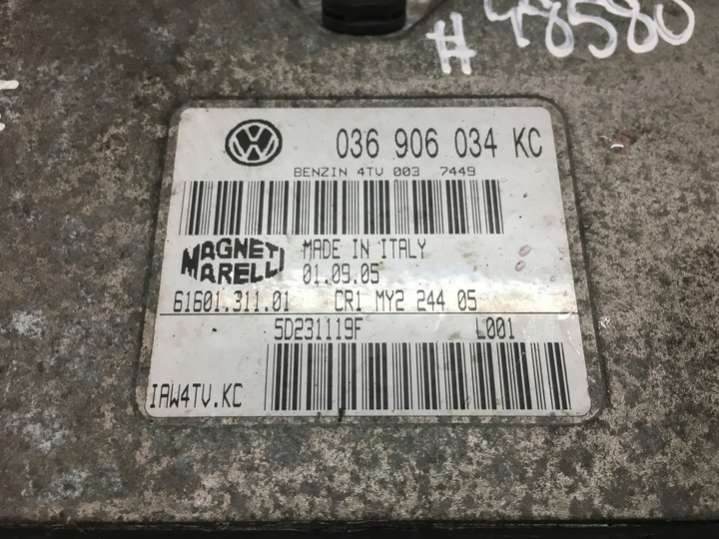 #48580
036 906 034 KC
BENZIN 4TV 003 7449
MAGNETI MARELLI
MADE IN ITALY
01.09.05
61601.311.01 CR1 MY2 244 05
5D231119F L001
IAW4TV.KC